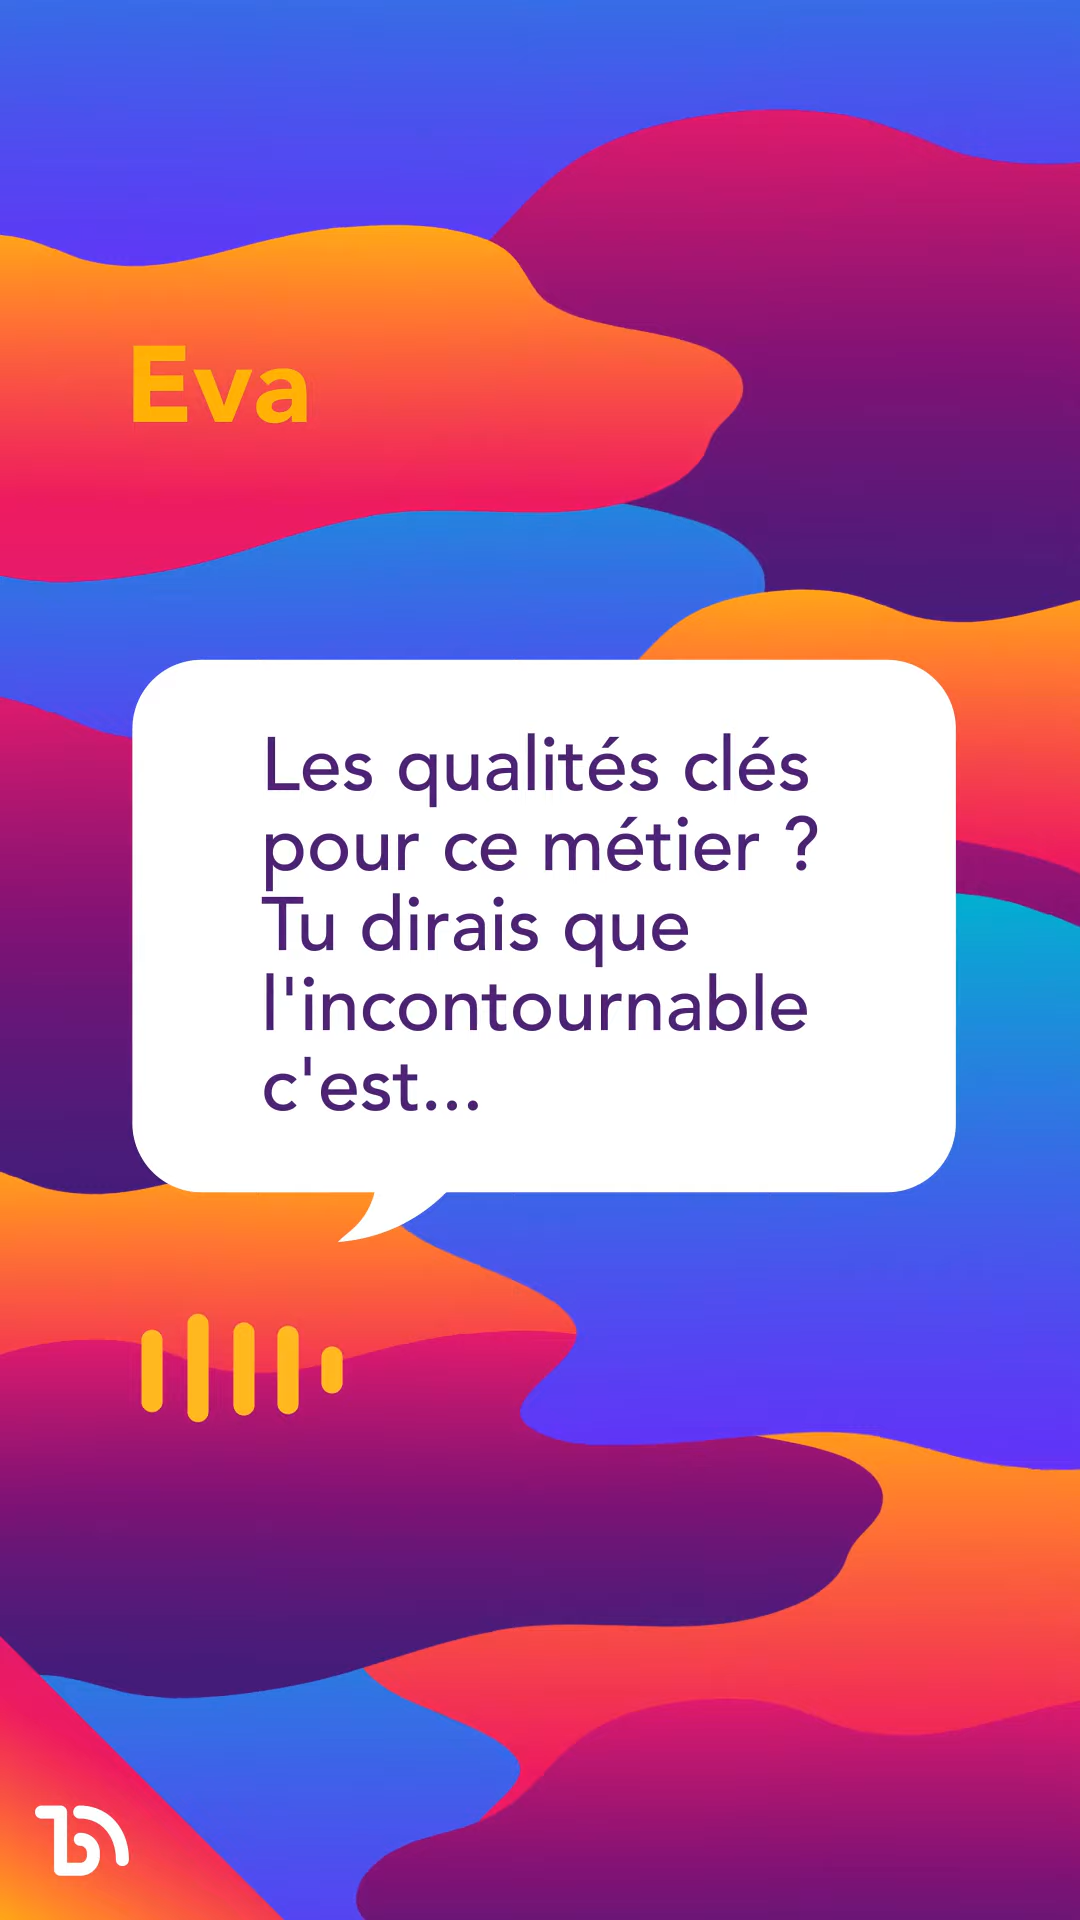 Eva
Les qualités clés
pour ce métier ?
Tu dirais que
l'incontournable
c'est...